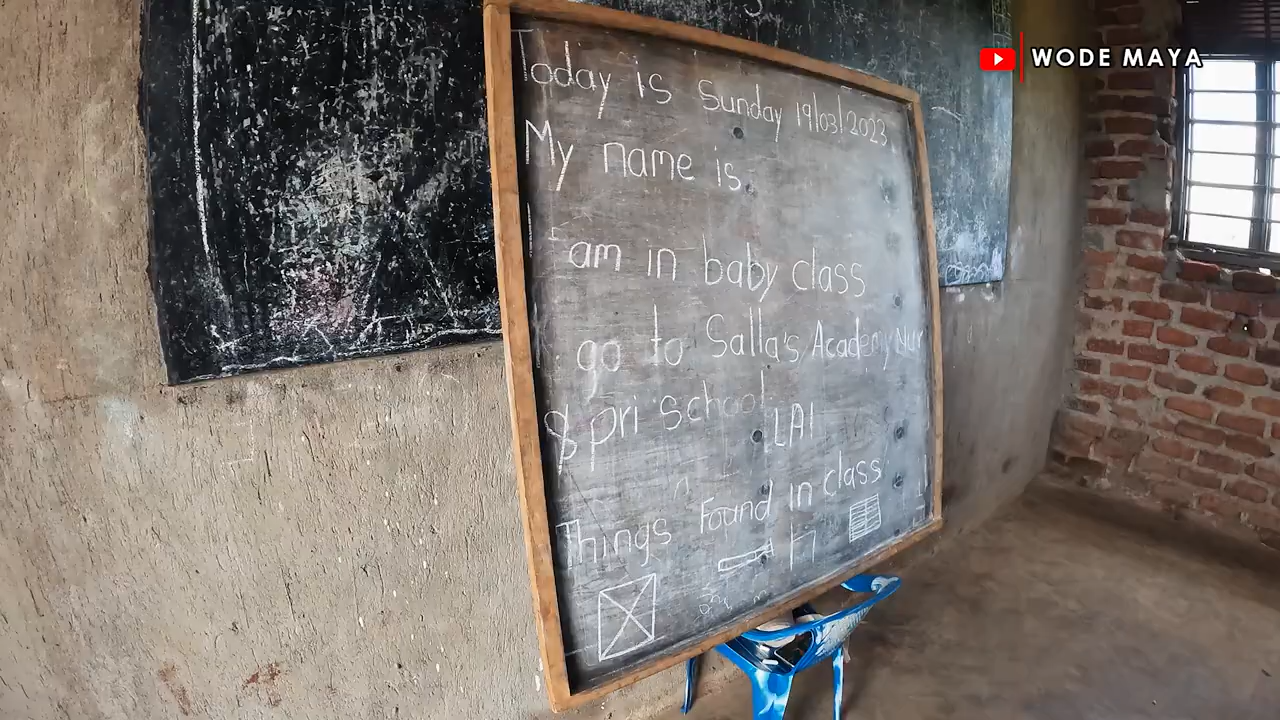 WODE MAYA
Today is Sunday 19/03/2023
My name is
I am in baby class
I go to Salla's Academy Nur
& pri school
LAI
Things Found in class